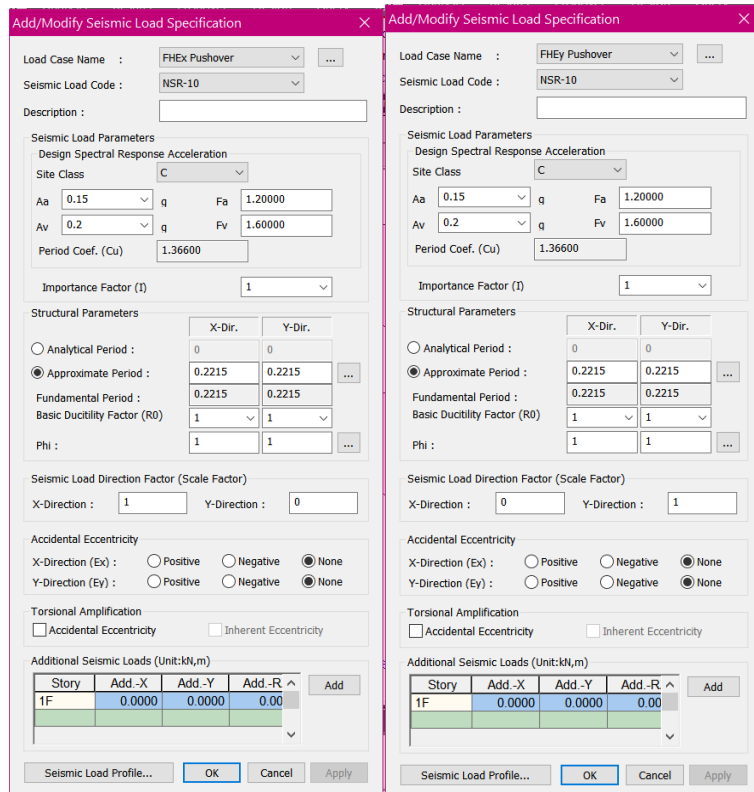 Add/Modify Seismic Load Specification
Load Case Name : FHEx Pushover ...
Seismic Load Code : NSR-10
Description :
Seismic Load Parameters
Design Spectral Response Acceleration
Site Class C
Aa 0.15 g Fa 1.20000
Av 0.2 g Fv 1.60000
Period Coef. (Cu) 1.36600
Importance Factor (I) 1
Structural Parameters
X-Dir. Y-Dir.
Analytical Period : 0 0
Approximate Period : 0.2215 0.2215 ...
Fundamental Period : 0.2215 0.2215
Basic Ducitility Factor (R0) 1 1
Phi : 1 1 ...
Seismic Load Direction Factor (Scale Factor)
X-Direction : 1 Y-Direction : 0
Accidental Eccentricity
X-Direction (Ex) : Positive Negative None
Y-Direction (Ey) : Positive Negative None
Torsional Amplification
Accidental Eccentricity Inherent Eccentricity
Additional Seismic Loads (Unit:kN,m)
Story Add.-X Add.-Y Add.-R Add
1F 0.0000 0.0000 0.00
Seismic Load Profile... OK Cancel Apply
Add/Modify Seismic Load Specification
Load Case Name : FHEy Pushover ...
Seismic Load Code : NSR-10
Description :
Seismic Load Parameters
Design Spectral Response Acceleration
Site Class C
Aa 0.15 g Fa 1.20000
Av 0.2 g Fv 1.60000
Period Coef. (Cu) 1.36600
Importance Factor (I) 1
Structural Parameters
X-Dir. Y-Dir.
Analytical Period : 0 0
Approximate Period : 0.2215 0.2215 ...
Fundamental Period : 0.2215 0.2215
Basic Ducitility Factor (R0) 1 1
Phi : 1 1 ...
Seismic Load Direction Factor (Scale Factor)
X-Direction : 0 Y-Direction : 1
Accidental Eccentricity
X-Direction (Ex) : Positive Negative None
Y-Direction (Ey) : Positive Negative None
Torsional Amplification
Accidental Eccentricity Inherent Eccentricity
Additional Seismic Loads (Unit:kN,m)
Story Add.-X Add.-Y Add.-R Add
1F 0.0000 0.0000 0.00
Seismic Load Profile... OK Cancel Apply